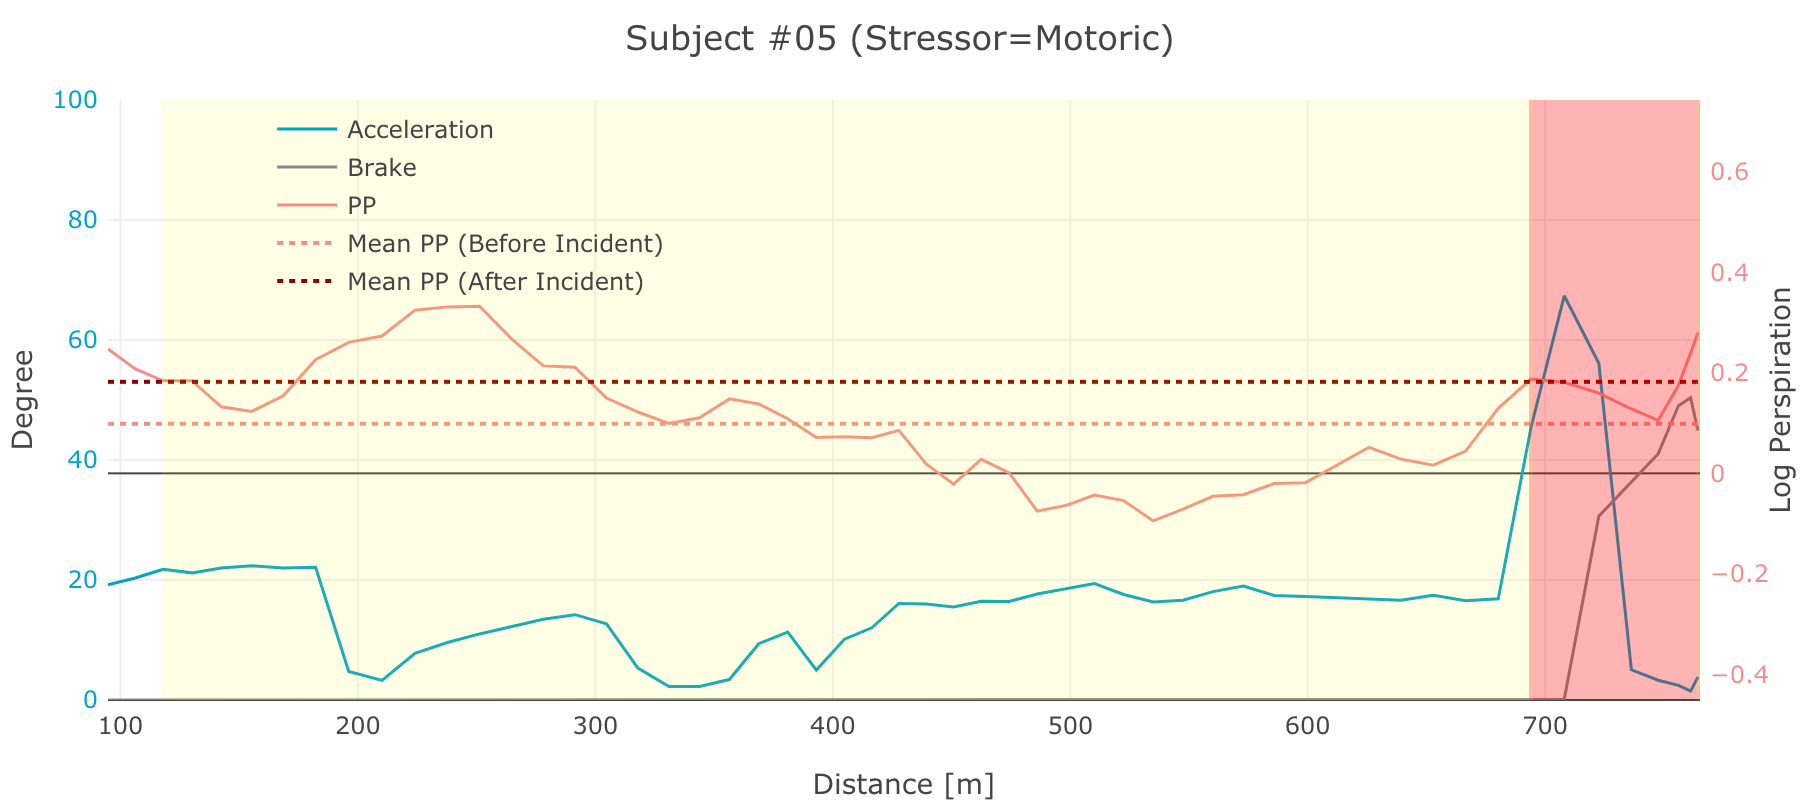 Subject #05 (Stressor=Motoric)
100
80
60
40
20
0
Degree
Acceleration
Brake
PP
Mean PP (Before Incident)
Mean PP (After Incident)
0.6
0.4
0.2
0
−0.2
−0.4
Log Perspiration
100 200 300 400 500 600 700
Distance [m]